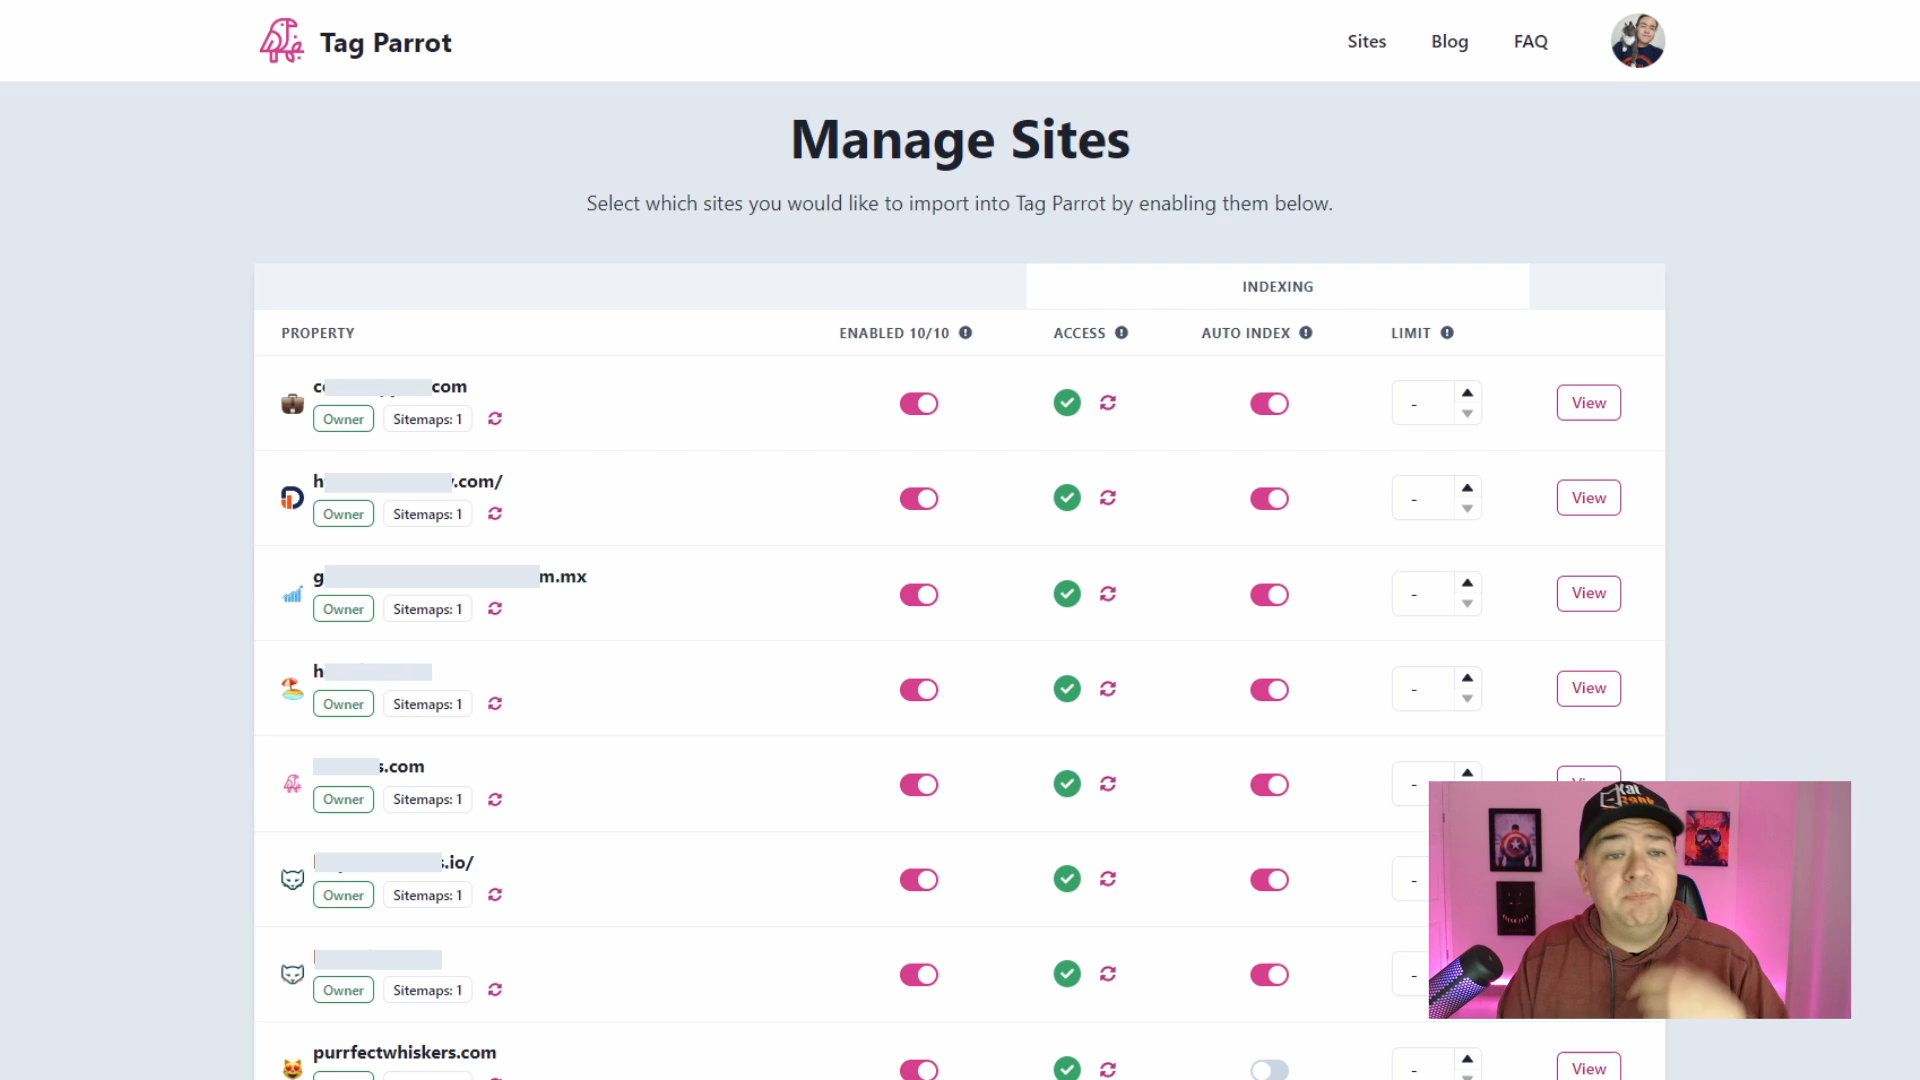 Tag Parrot
Sites
Blog
FAQ
Manage Sites
Select which sites you would like to import into Tag Parrot by enabling them below.
INDEXING
PROPERTY
ENABLED 10/10
ACCESS
AUTO INDEX
LIMIT
c com
Owner
Sitemaps: 1
-
View
h .com/
Owner
Sitemaps: 1
-
View
g m.mx
Owner
Sitemaps: 1
-
View
h
Owner
Sitemaps: 1
-
View
s.com
Owner
Sitemaps: 1
-
.io/
Owner
Sitemaps: 1
-
Owner
Sitemaps: 1
-
purrfectwhiskers.com
-
View
Kat
Rank